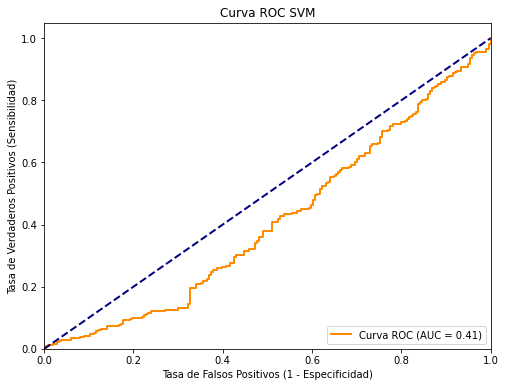 Curva ROC SVM
Tasa de Verdaderos Positivos (Sensibilidad)
1.0
0.8
0.6
0.4
0.2
0.0
Curva ROC (AUC = 0.41)
0.0 0.2 0.4 0.6 0.8 1.0
Tasa de Falsos Positivos (1 - Especificidad)